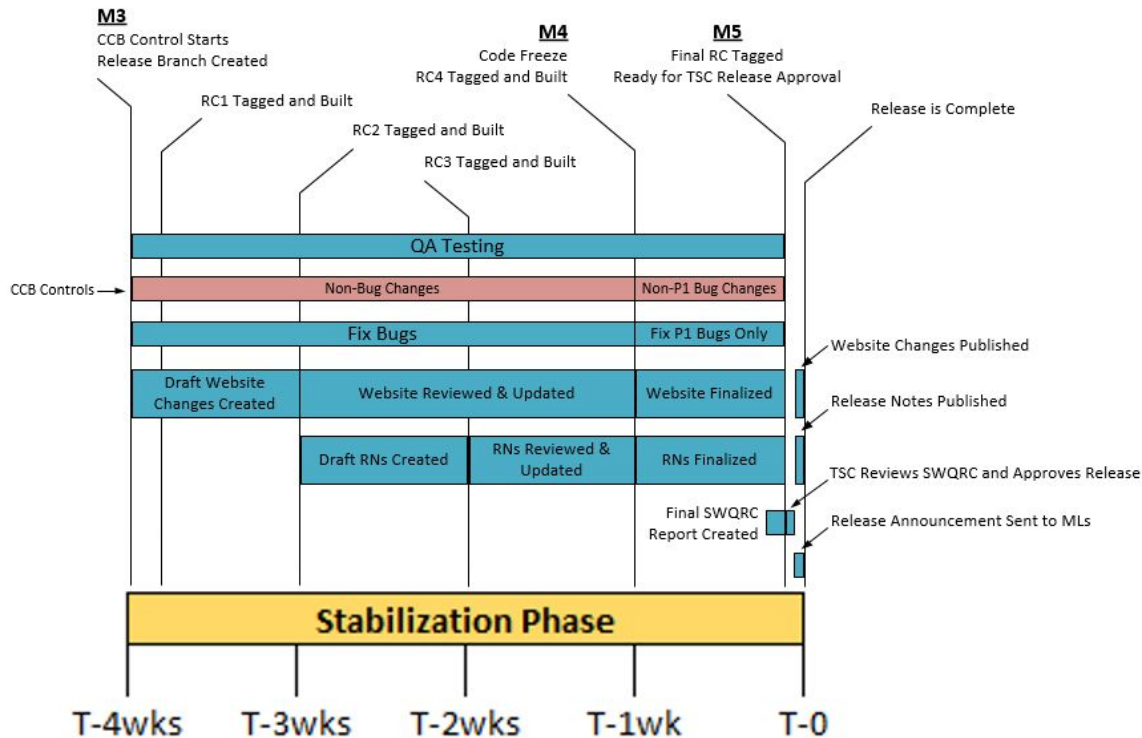 M3
CCB Control Starts
Release Branch Created
M4
Code Freeze
RC4 Tagged and Built
M5
Final RC Tagged
Ready for TSC Release Approval
RC1 Tagged and Built
Release is Complete
RC2 Tagged and Built
RC3 Tagged and Built
QA Testing
CCB Controls
Non-Bug Changes
Non-P1 Bug Changes
Fix Bugs
Fix P1 Bugs Only
Website Changes Published
Draft Website
Changes Created
Website Reviewed & Updated
Website Finalized
Release Notes Published
Draft RNs Created
RNs Reviewed &
Updated
RNs Finalized
TSC Reviews SWQRC and Approves Release
Final SWQRC
Report Created
Release Announcement Sent to MLs
Stabilization Phase
T-4wks
T-3wks
T-2wks
T-1wk
T-0